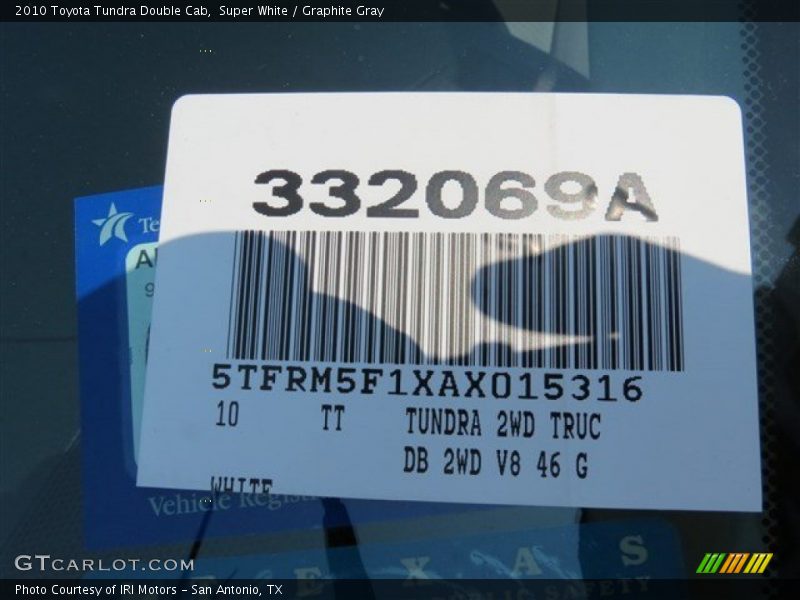 2010 Toyota Tundra Double Cab, Super White / Graphite Gray
332069A
Te
5TFRM5F1XAX015316
10 TT TUNDRA 2WD TRUC
DB 2WD V8 46 G
WHITE
Vehicle Regis
E X A S
GTCARLOT.COM
Photo Courtesy of IRI Motors - San Antonio, TX